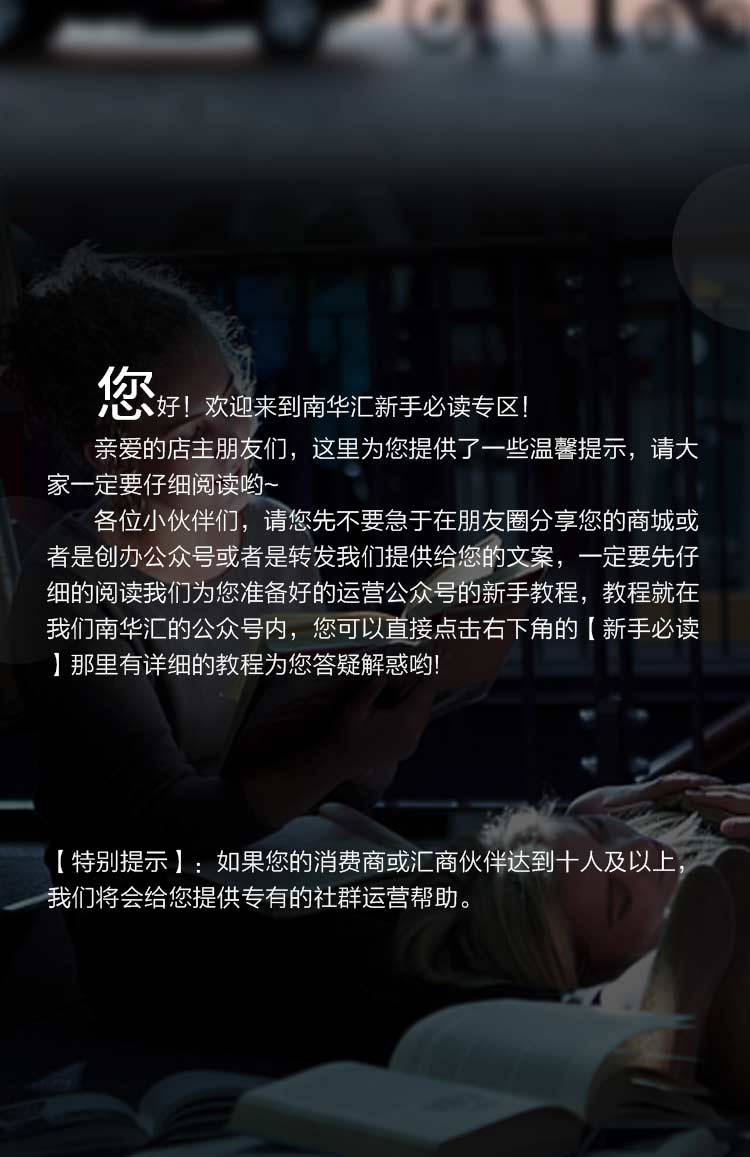 您好！欢迎来到南华汇新手必读专区！
亲爱的店主朋友们，这里为您提供了一些温馨提示，请大
家一定要仔细阅读哟~
各位小伙伴们，请您先不要急于在朋友圈分享您的商城或
者是创办公众号或者是转发我们提供给您的文案，一定要先仔
细的阅读我们为您准备好的运营公众号的新手教程，教程就在
我们南华汇的公众号内，您可以直接点击右下角的【新手必读
】那里有详细的教程为您答疑解惑哟!
【特别提示】：如果您的消费商或汇商伙伴达到十人及以上，
我们将会给您提供专有的社群运营帮助。